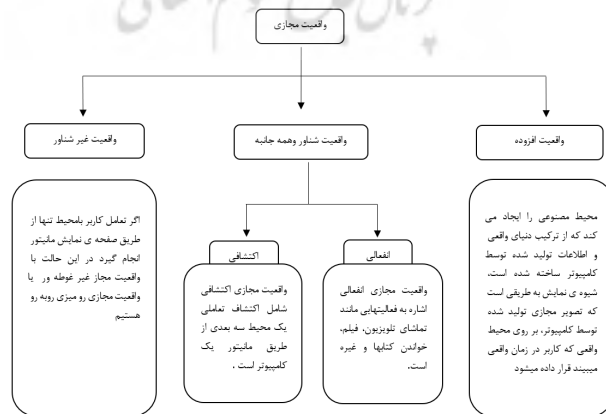 واقعیت مجازی
واقعیت افزوده
واقعیت شناور وهمه جانبه
واقعیت غیر شناور
محیط مصنوعی را ایجاد می
کند که از ترکیب دنیای واقعی
و اطلاعات تولید شده توسط
کامپیوتر ساخته شده است،
شیوه ی نمایش به طریقی است
که تصویر مجازی تولید شده
توسط کامپیوتر، بر روی محیط
واقعی که کاربر در زمان واقعی
میبیند قرار داده میشود
انفعالی
واقعیت مجازی انفعالی
اشاره به فعالیتهایی مانند
تماشای تلویزیون، فیلم،
خواندن کتابها و غیره
است.
اکتشافی
واقعیت مجازی اکتشافی
شامل اکتشاف تعاملی
یک محیط سه بعدی از
طریق مانیتور یک
کامپیوتر است .
اگر تعامل کاربر بامحیط تنها از
طریق صفحه ی نمایش مانیتور
انجام گیرد در این حالت با
واقعیت مجاز غیر غوطه ور یا
واقعیت مجازی رو میزی روبه رو
هستیم